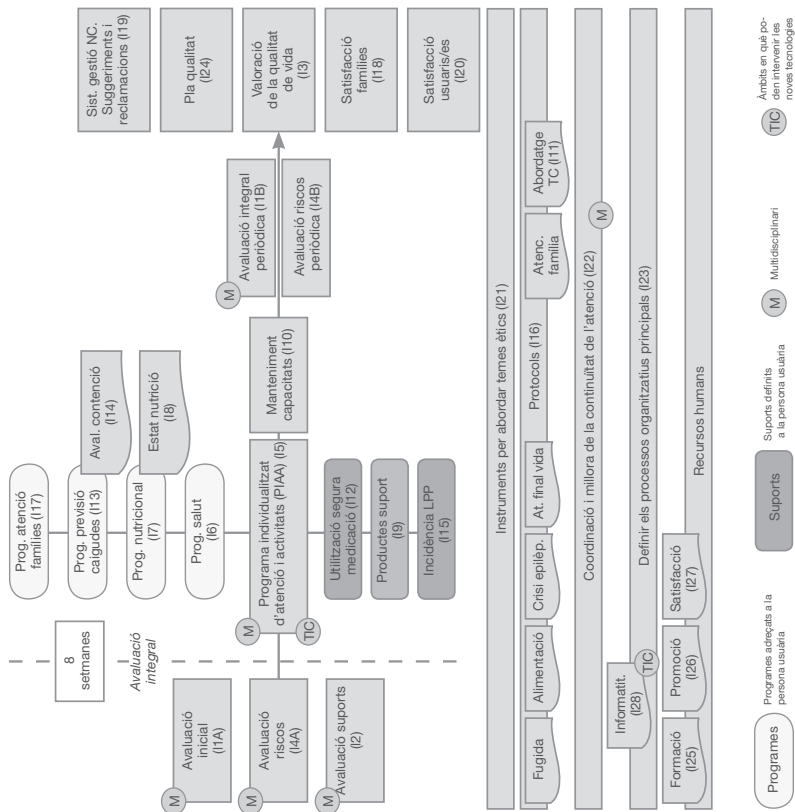 8
setmanes
Avaluació
integral
M
Avaluació
inicial
(I1A)
M
Avaluació
riscos
(I4A)
M
Avaluació suports
(I2)
Prog. atenció
famílies (I17)
Prog. previsió
caigudes (I13)
Aval. contenció
(I14)
Prog. nutricional
(I7)
Estat nutrició
(I8)
Prog. salut
(I6)
M
Programa individualitzat
d'atenció i activitats (PIAA) (I5)
TIC
Utilització segura
medicació (I12)
Productes suport
(I9)
Incidència LPP
(I15)
Manteniment
capacitats (I10)
M
Avaluació integral
periòdica (I1B)
Avaluació riscos
periòdica (I4B)
Sist. gestió NC.
Suggeriments i
reclamacions (I19)
Pla qualitat
(I24)
Valoració
de la qualitat
de vida
(I3)
Satisfacció
famílies
(I18)
Satisfacció
usuaris/es
(I20)
Instruments per abordar temes ètics (I21)
Protocols (I16)
Fugida
Alimentació
Crisi epilèp.
At. final vida
Atenc.
família
Abordatge
TC (I11)
Coordinació i millora de la continuïtat de l'atenció (I22)
M
Informatit.
(I28)
TIC
Definir els processos organitzatius principals (I23)
Formació
(I25)
Promoció
(I26)
Satisfacció
(I27)
Recursos humans
Programes
Programes adreçats a la
persona usuària
Suports
Suports definits
a la persona usuària
M
Multidisciplinari
TIC
Àmbits en què po-
den intervenir les
noves tecnologies